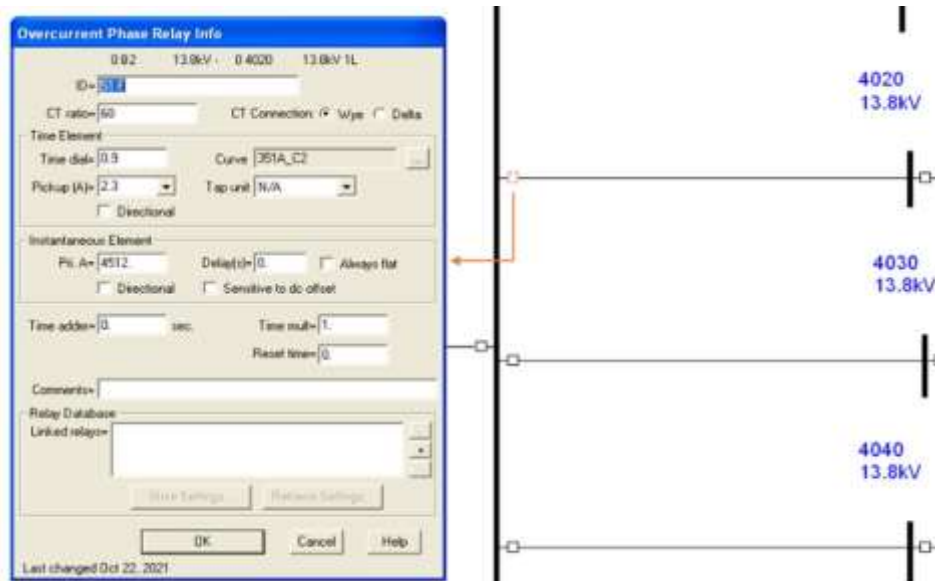 Overcurrent Phase Relay Info
0 B2 13.8kV - 0 4020 13.8kV 1L
ID=
CT ratio= 60 CT Connection: Wye Delta
Time Element
Time dial= 0.9 Curve 351A_C2 ...
Pickup (A)= 2.3 Tap unit N/A
Directional
Instantaneous Element
P.U. A= 4512. Delay(s)= 0. Always flat
Directional Sensitive to dc offset
Time adder= 0. sec. Time mult= 1.
Reset time= 0.
Comments=
Relay Database
Linked relays=
Store Settings Retrieve Settings
OK Cancel Help
Last changed Oct 22, 2021
4020
13.8kV
4030
13.8kV
4040
13.8kV